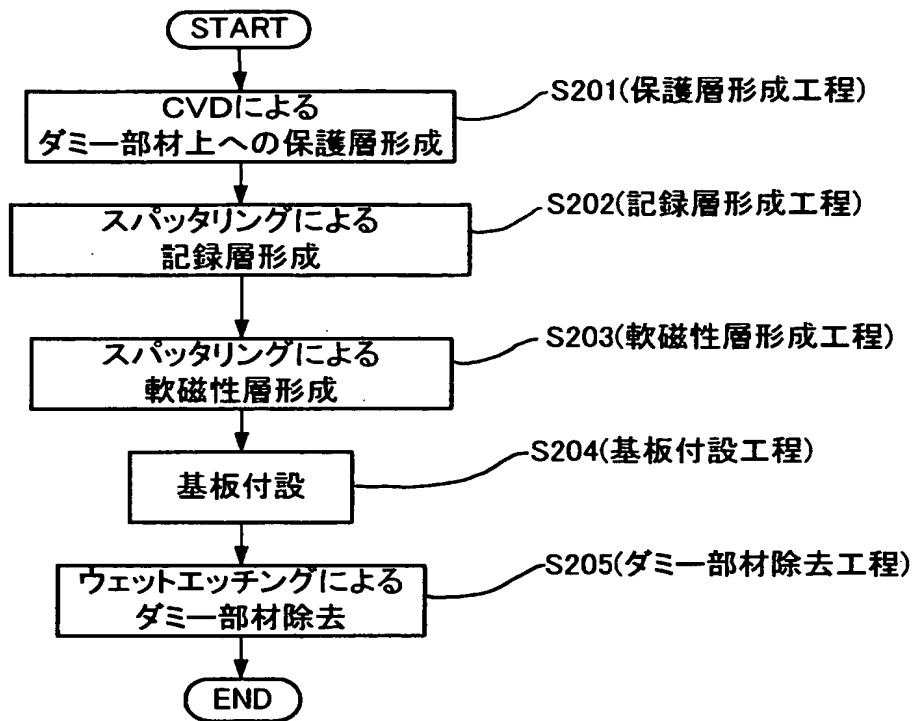 START
CVDによる
ダミー部材上への保護層形成
S201(保護層形成工程)
スパッタリングによる
記録層形成
S202(記録層形成工程)
スパッタリングによる
軟磁性層形成
S203(軟磁性層形成工程)
基板付設
S204(基板付設工程)
ウェットエッチングによる
ダミー部材除去
S205(ダミー部材除去工程)
END